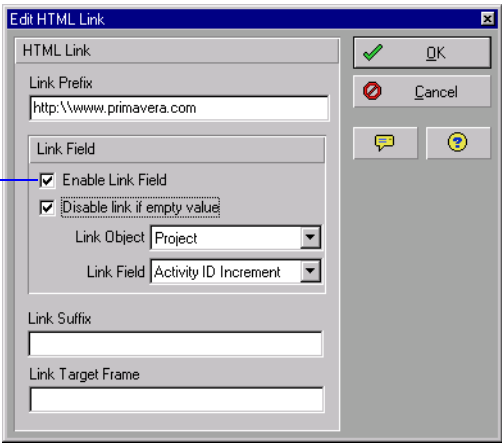 Edit HTML Link
HTML Link
Link Prefix
http:\\www.primavera.com
Link Field
Enable Link Field
Disable link if empty value
Link Object Project
Link Field Activity ID Increment
Link Suffix
Link Target Frame
OK
Cancel